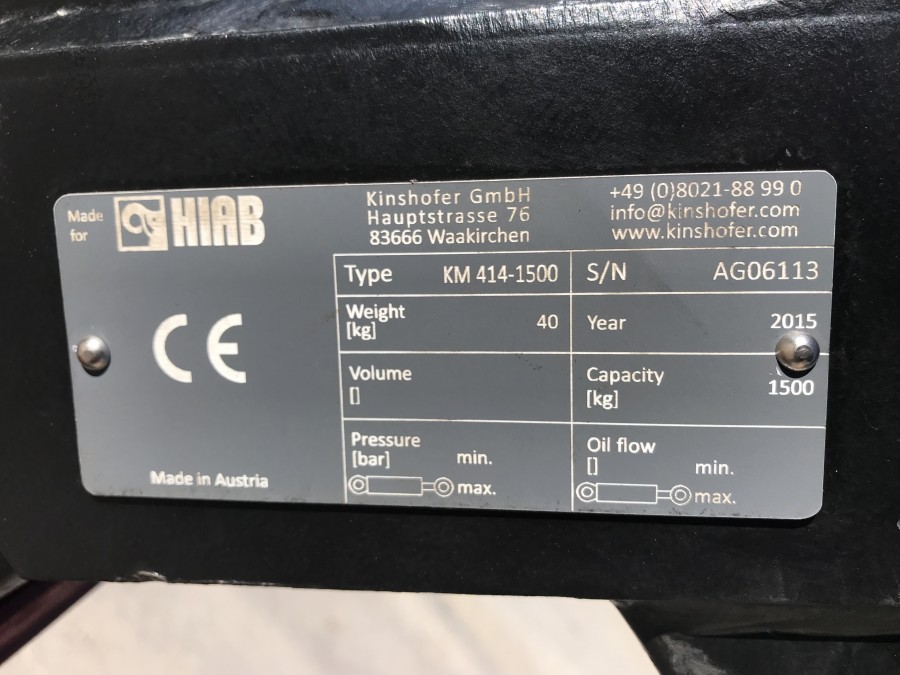 Made
for
HIAB
Kinshofer GmbH
Hauptstrasse 76
83666 Waakirchen
+49 (0)8021-88 99 0
info@kinshofer.com
www.kinshofer.com
CE
Made in Austria
Type KM 414-1500
S/N AG06113
Weight
[kg] 40
Year 2015
Volume
[]
Capacity
[kg] 1500
Pressure
[bar] min.
max.
Oil flow
[] min.
max.